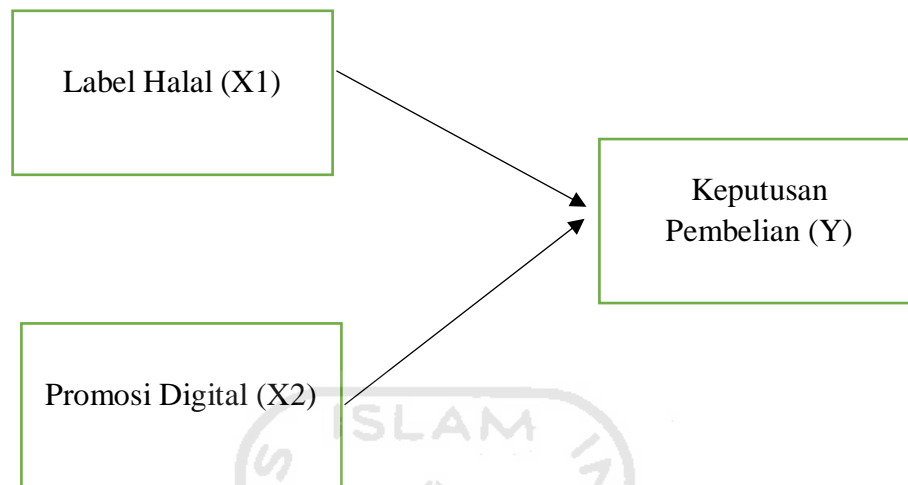 Label Halal (X1)
Keputusan
Pembelian (Y)
Promosi Digital (X2)
ISLAM